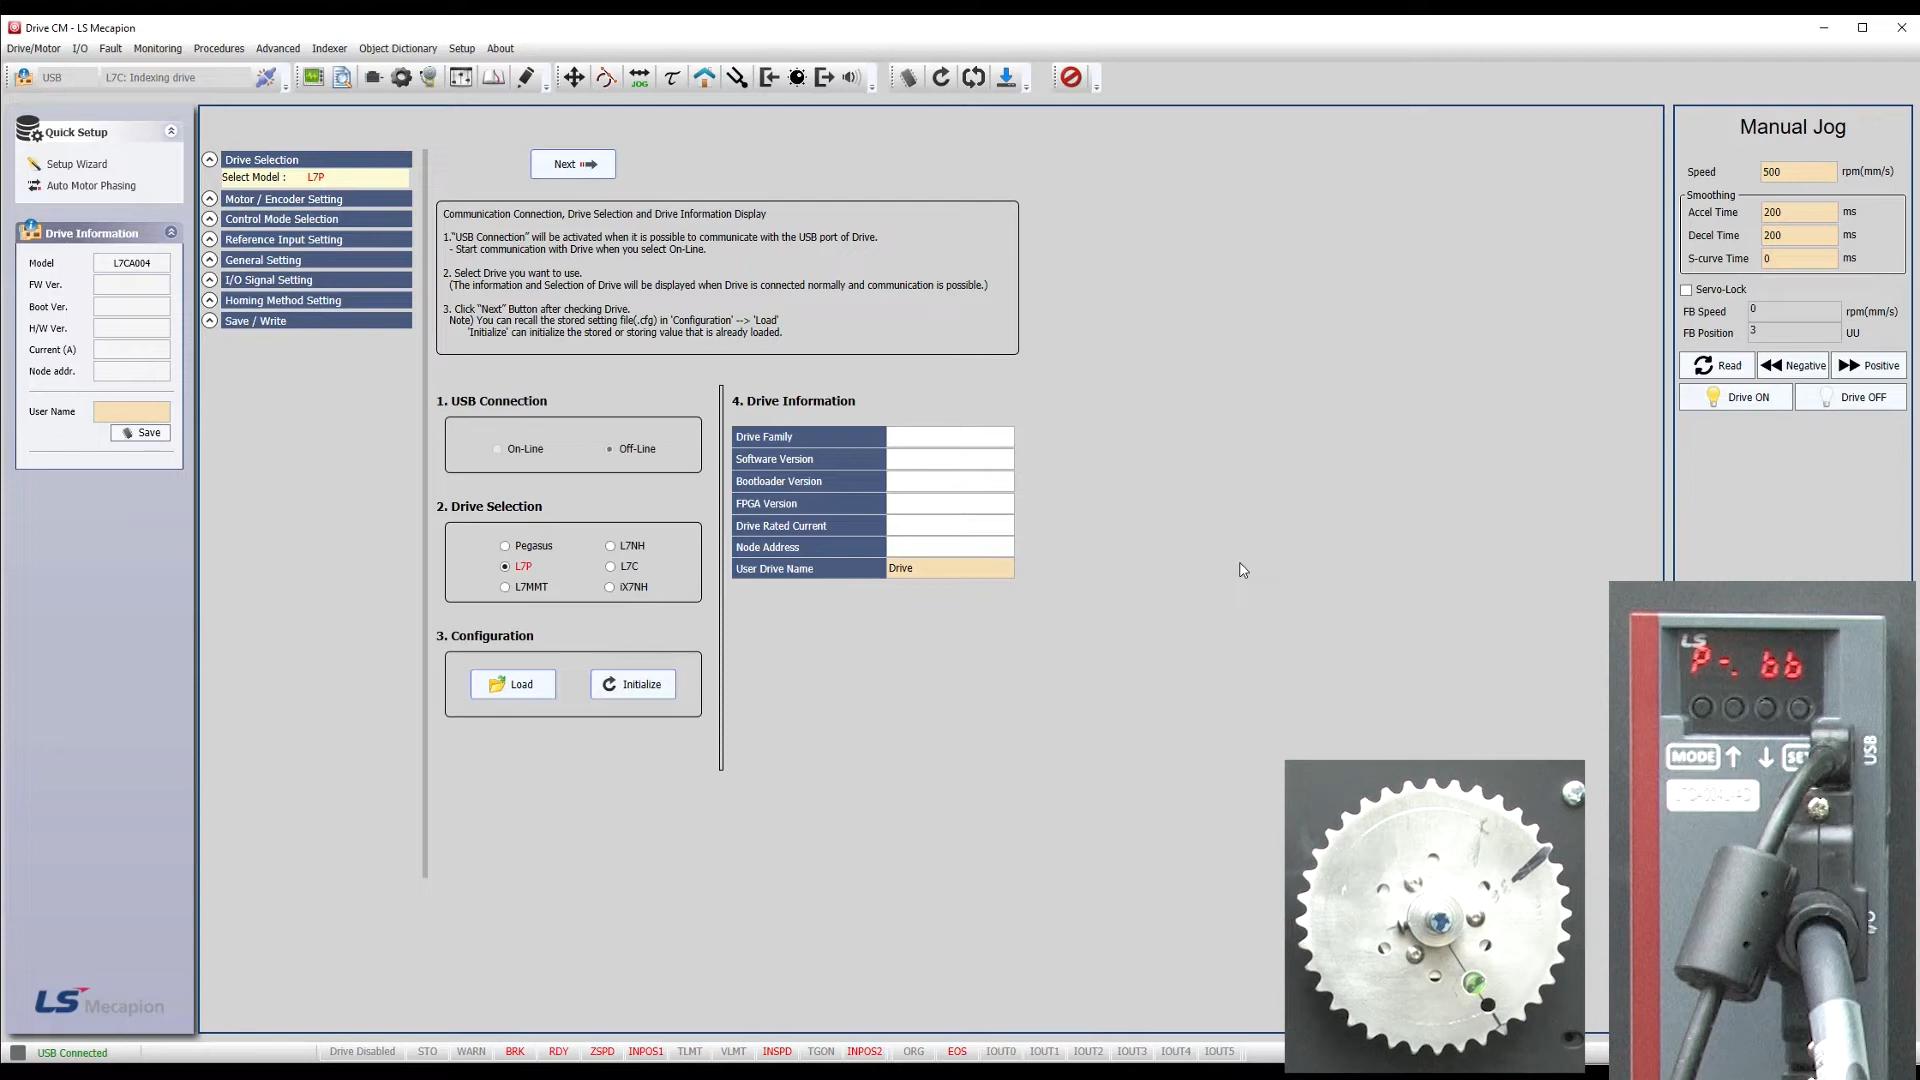 Drive CM - LS Mecapion
Drive/Motor I/O Fault Monitoring Procedures Advanced Indexer Object Dictionary Setup About
USB L7C: Indexing drive
JOG
Quick Setup
Setup Wizard
Auto Motor Phasing
Drive Information
Model L7CA004
FW Ver.
Boot Ver.
H/W Ver.
Current (A)
Node addr.
User Name
Save
LS Mecapion
Drive Selection
Select Model : L7P
Motor / Encoder Setting
Control Mode Selection
Reference Input Setting
General Setting
I/O Signal Setting
Homing Method Setting
Save / Write
Next
Communication Connection, Drive Selection and Drive Information Display
1."USB Connection" will be activated when it is possible to communicate with the USB port of Drive.
- Start communication with Drive when you select On-Line.
2. Select Drive you want to use.
(The information and Selection of Drive will be displayed when Drive is connected normally and communication is possible.)
3. Click "Next" Button after checking Drive.
Note) You can recall the stored setting file(.cfg) in 'Configuration' --> 'Load'
'Initialize' can initialize the stored or storing value that is already loaded.
1. USB Connection
On-Line Off-Line
2. Drive Selection
Pegasus L7NH
L7P L7C
L7MMT iX7NH
3. Configuration
Load Initialize
4. Drive Information
Drive Family
Software Version
Bootloader Version
FPGA Version
Drive Rated Current
Node Address
User Drive Name Drive
Manual Jog
Speed 500 rpm(mm/s)
Smoothing
Accel Time 200 ms
Decel Time 200 ms
S-curve Time 0 ms
Servo-Lock
FB Speed 0 rpm(mm/s)
FB Position 3 UU
Read Negative Positive
Drive ON Drive OFF
LS
P-. bb
MODE
USB
USB Connected
Drive Disabled STO WARN BRK RDY ZSPD INPOS1 TLMT VLMT INSPD TGON INPOS2 ORG EOS IOUT0 IOUT1 IOUT2 IOUT3 IOUT4 IOUT5